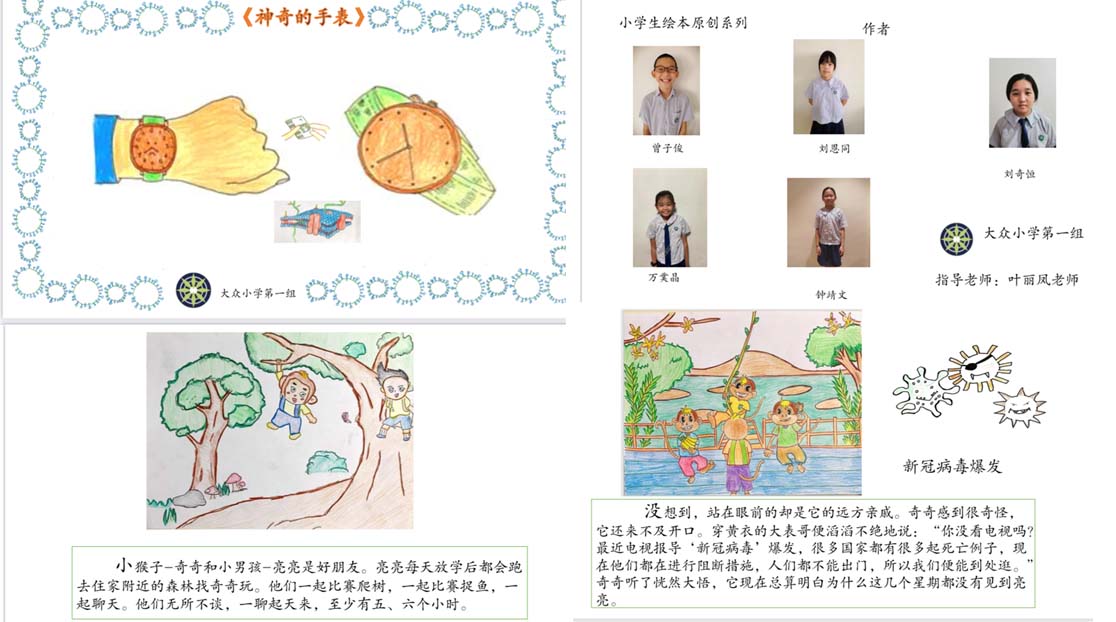 《神奇的手表》
大众小学第一组
小学生绘本原创系列
作者
曾子俊
刘恩同
刘奇恒
万霙晶
钟靖文
大众小学第一组
指导老师：叶丽凤老师
小猴子-奇奇和小男孩-亮亮是好朋友。亮亮每天放学后都会跑
去住家附近的森林找奇奇玩。他们一起比赛爬树，一起比赛捉鱼，一
起聊天。他们无所不谈，一聊起天来，至少有五、六个小时。
新冠病毒爆发
没想到，站在眼前的却是它的远方亲戚。奇奇感到很奇怪，
它还来不及开口。穿黄衣的大表哥便滔滔不绝地说：“你没看电视吗？
最近电视报导‘新冠病毒’爆发，很多国家都有很多起死亡例子，现
在他们都在进行阻断措施，人们都不能出门，所以我们便能到处逛。”
奇奇听了恍然大悟，它现在总算明白为什么这几个星期都没有见到亮
亮。